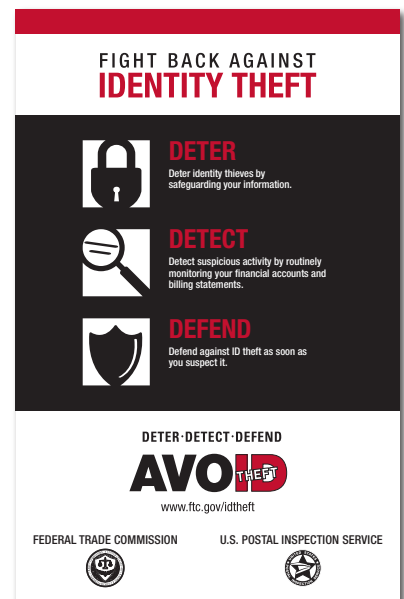 FIGHT BACK AGAINST
IDENTITY THEFT
DETER
Deter identity thieves by
safeguarding your information.
DETECT
Detect suspicious activity by routinely
monitoring your financial accounts and
billing statements.
DEFEND
Defend against ID theft as soon as
you suspect it.
DETER·DETECT·DEFEND
AVOID
THEFT
www.ftc.gov/idtheft
FEDERAL TRADE COMMISSION
U.S. POSTAL INSPECTION SERVICE